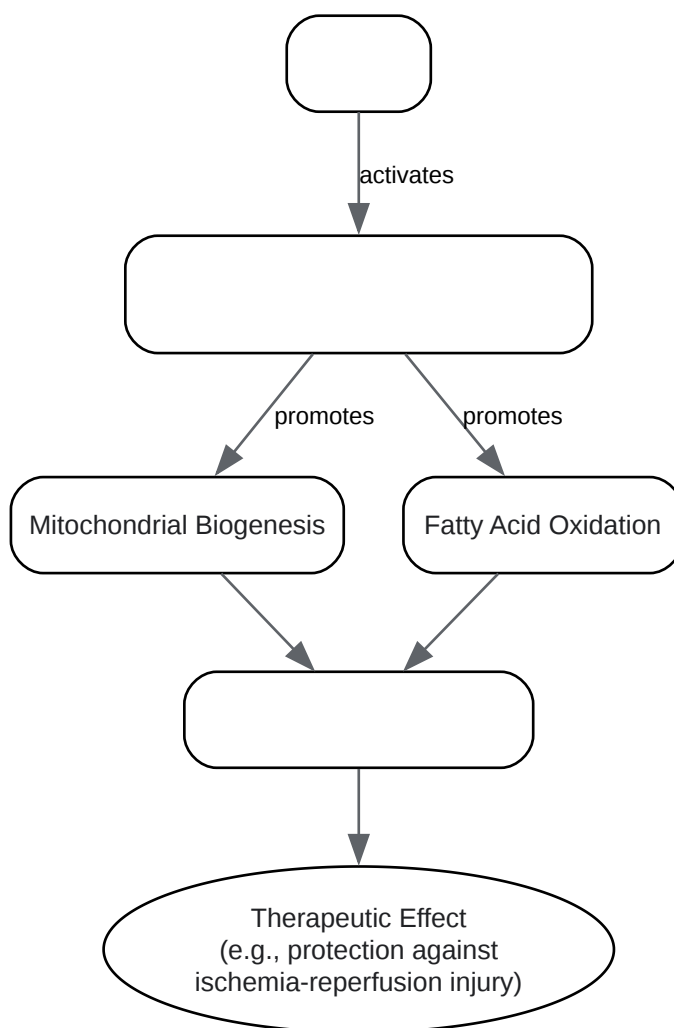 activates
promotes
promotes
Mitochondrial Biogenesis
Fatty Acid Oxidation
Therapeutic Effect
(e.g., protection against
ischemia-reperfusion injury)